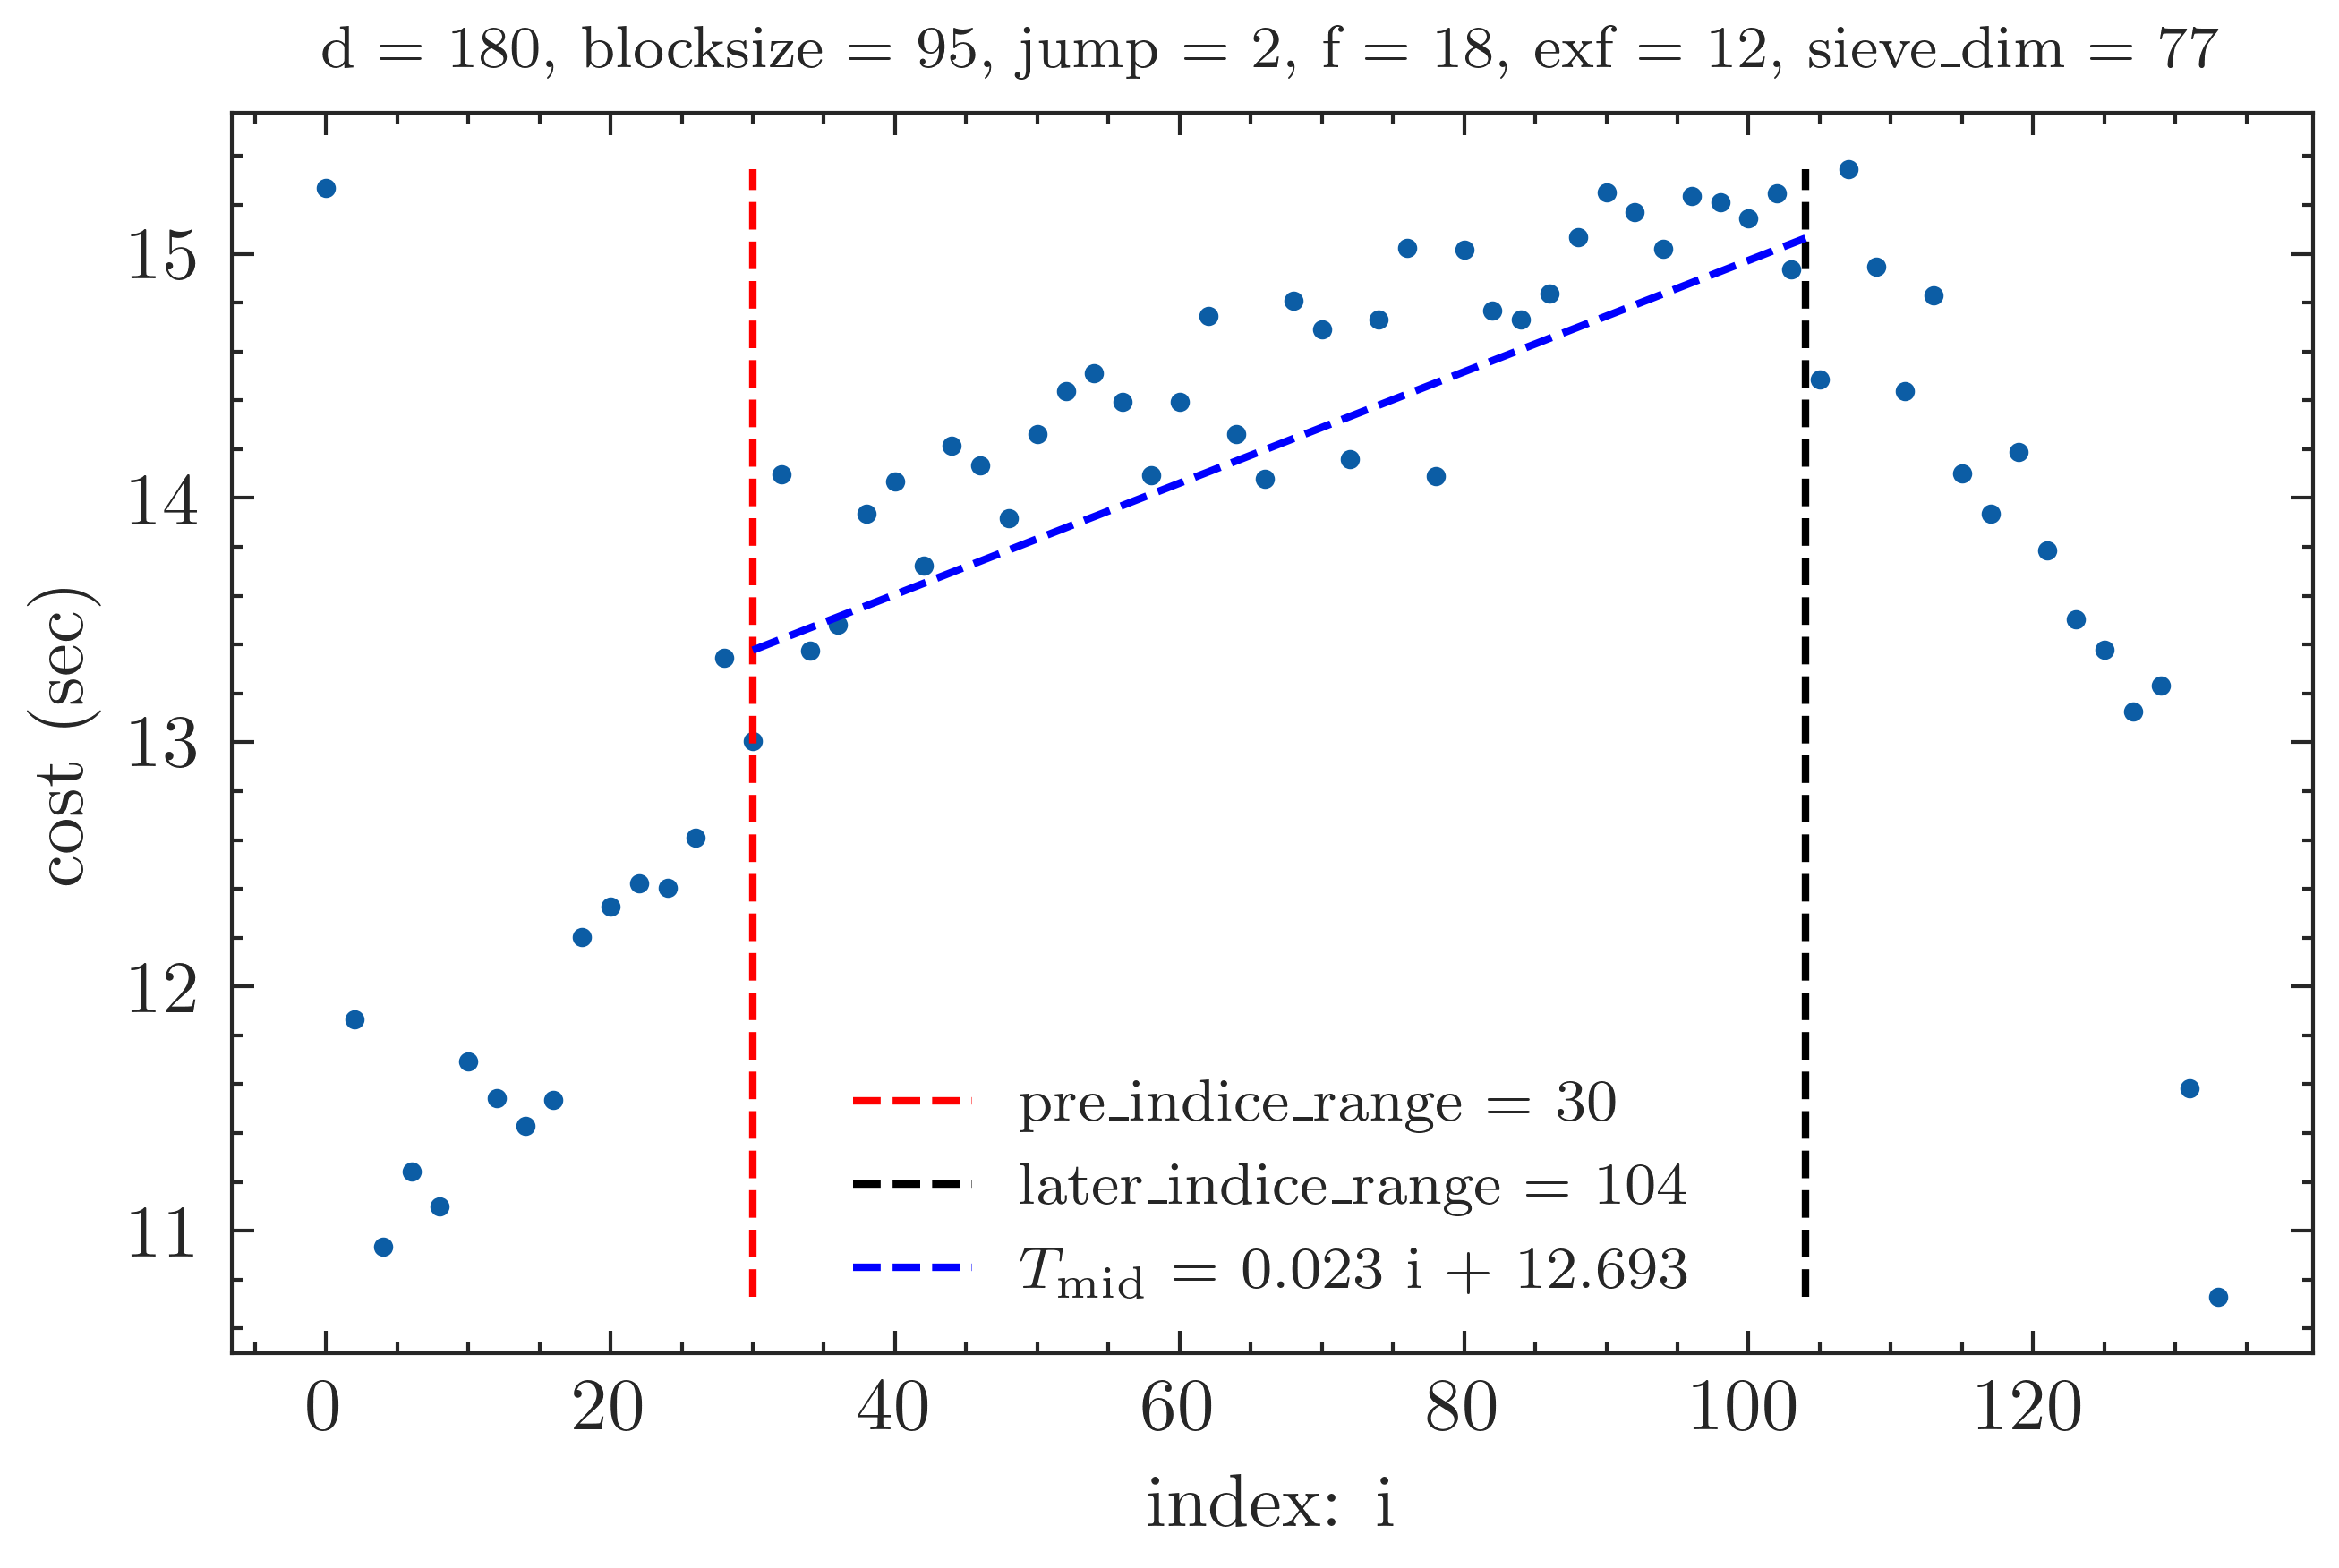 d = 180, blocksize = 95, jump = 2, f = 18, exf = 12, sieve_dim = 77
cost (sec)
15
14
13
12
11
pre_indice_range = 30
later_indice_range = 104
T_mid = 0.023 i + 12.693
0 20 40 60 80 100 120
index: i